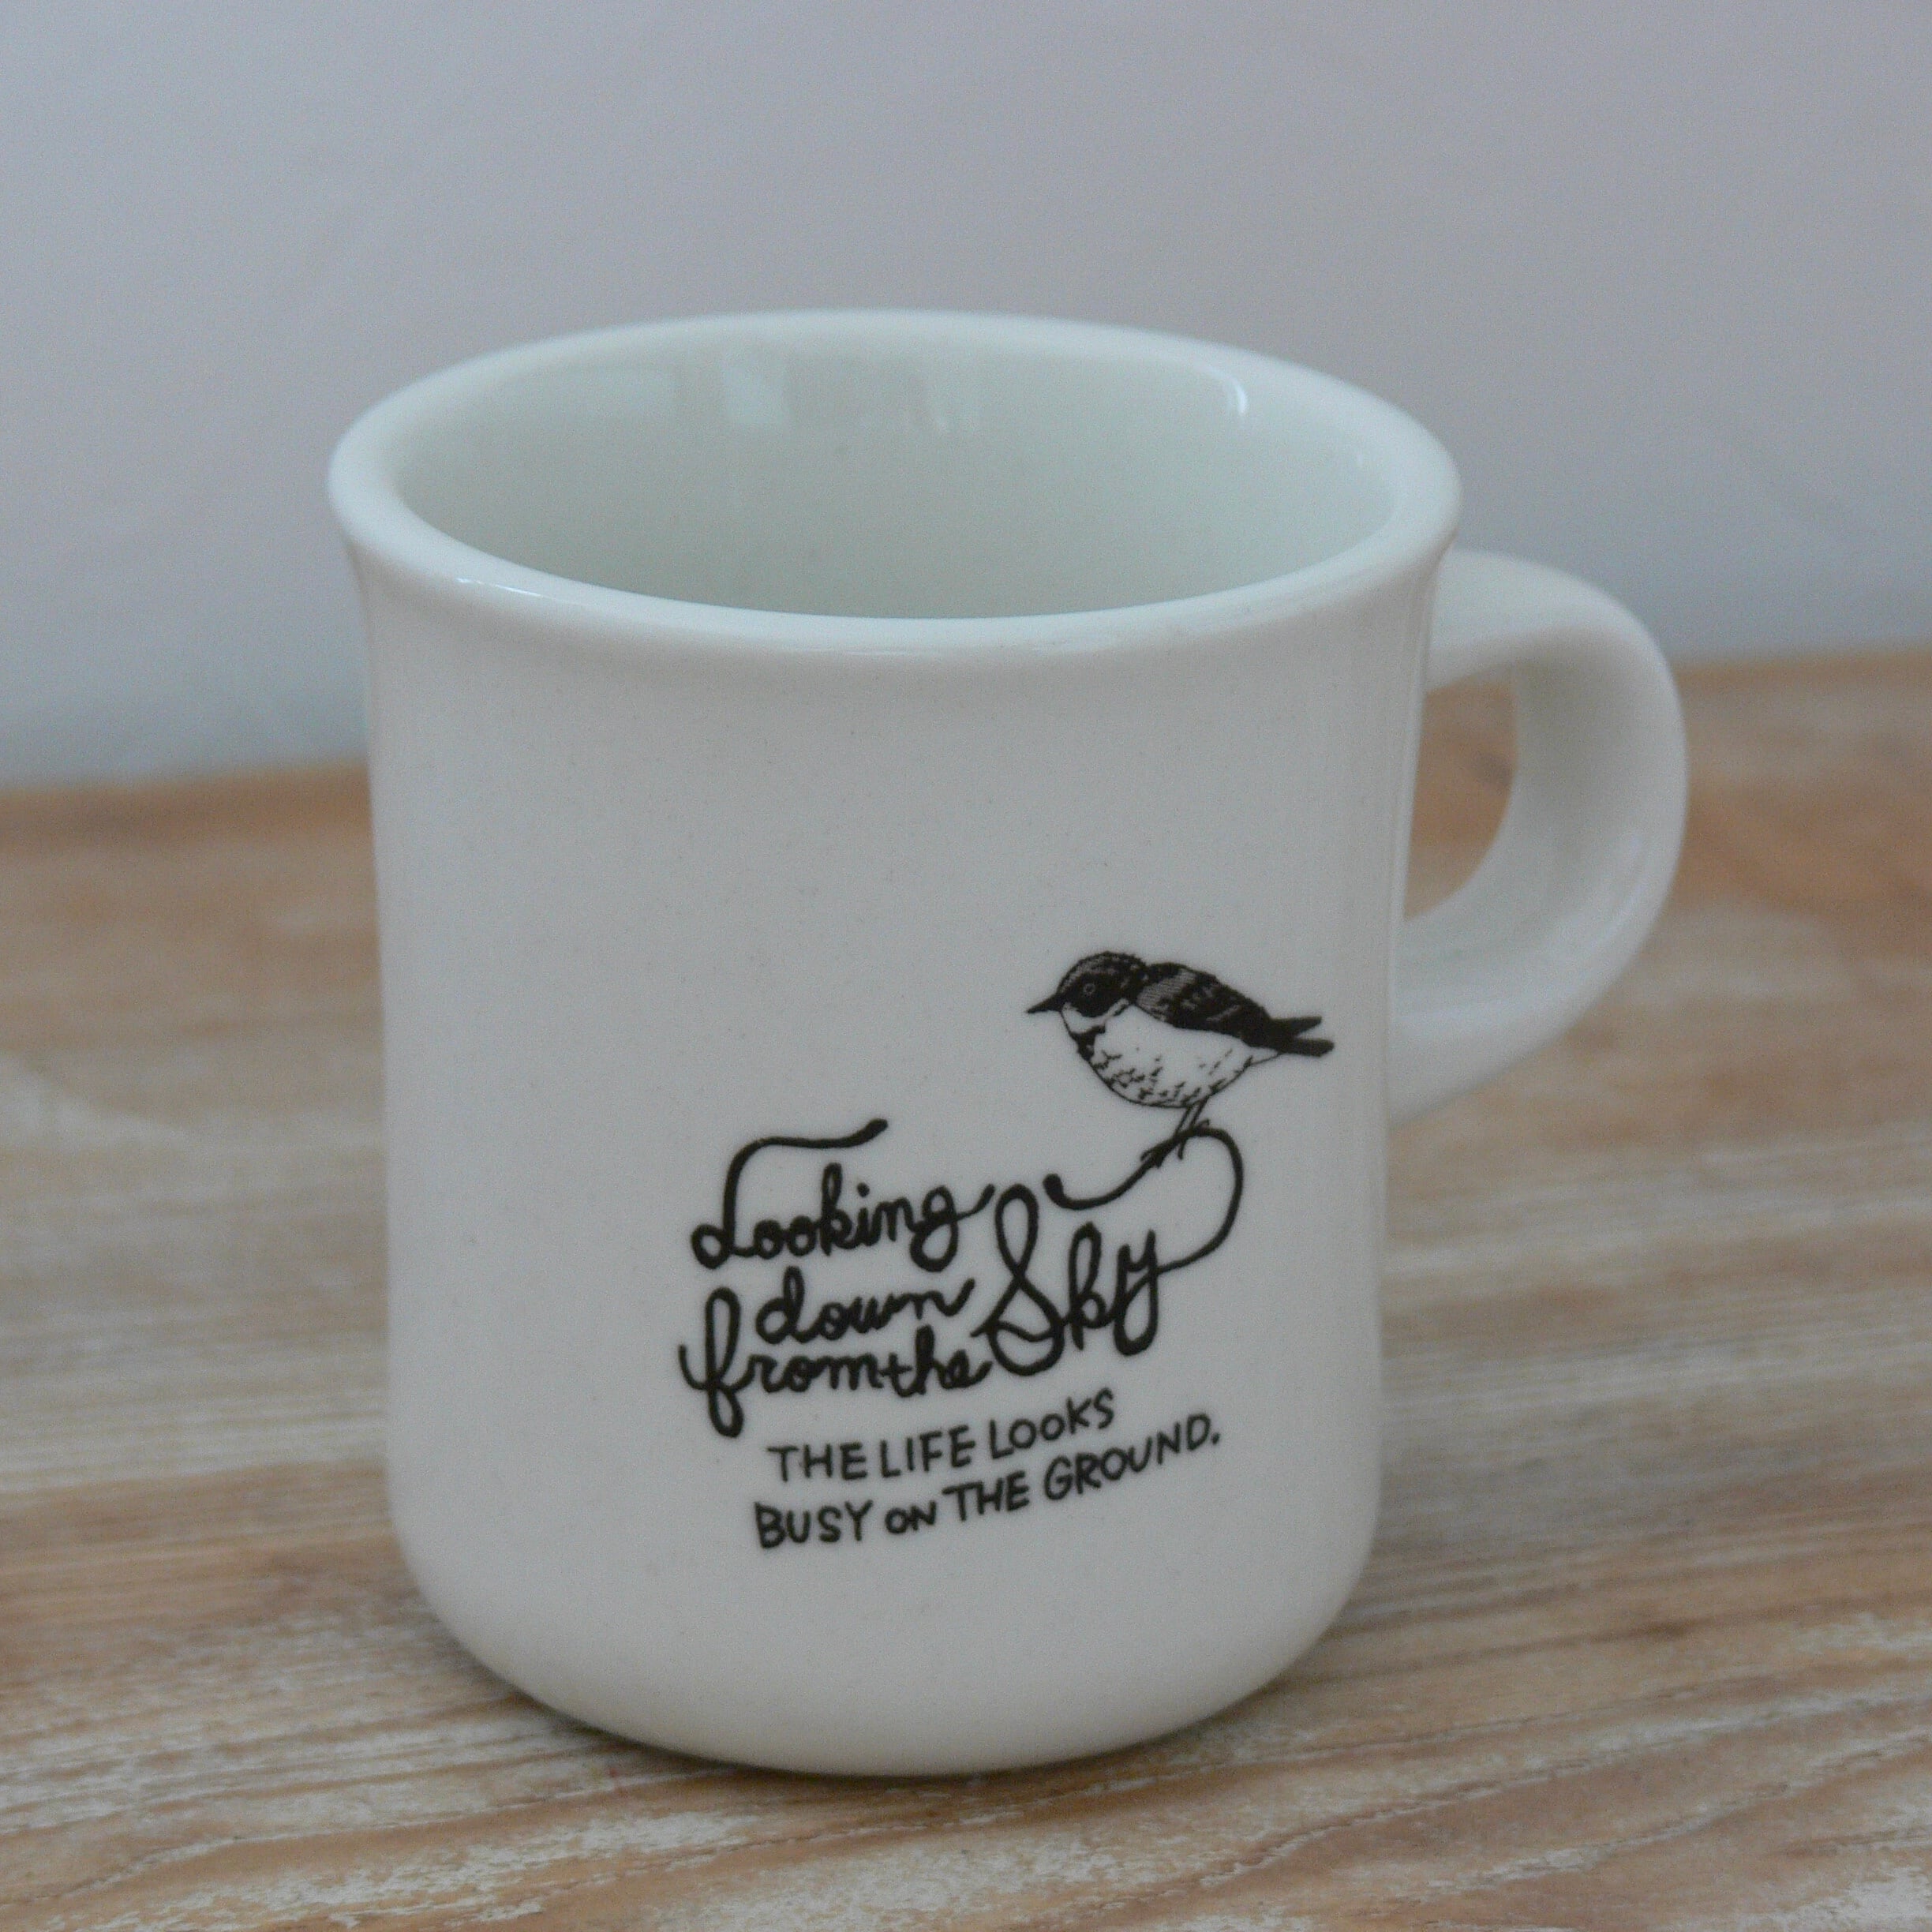 Looking
down
from the Sky
THE LIFE LOOKS
BUSY ON THE GROUND.